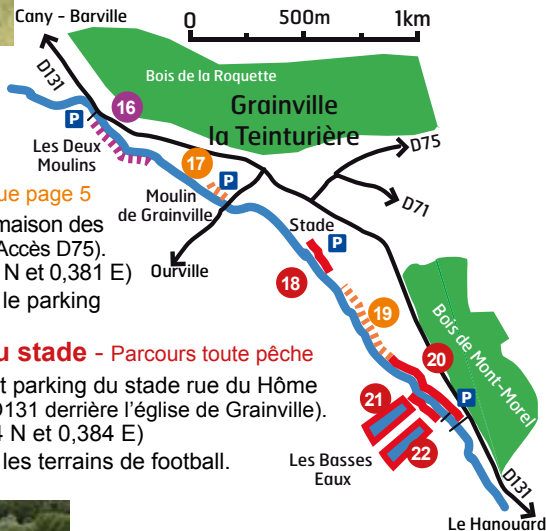 Cany - Barville
0 500m 1km
D131
Bois de la Roquette
16
Grainville
la Teinturière
P
Les Deux
Moulins
D75
17
P
ue page 5
Moulin
de Grainville
D71
maison des
Accès D75).
N et 0,381 E)
le parking
Stade
P
Ourville
18
19
Bois de Mont-Morel
u stade - Parcours toute pêche
20
t parking du stade rue du Hôme
D131 derrière l'église de Grainville).
4 N et 0,384 E)
les terrains de football.
P
21
22
Les Basses
Eaux
D131
Le Hanouard